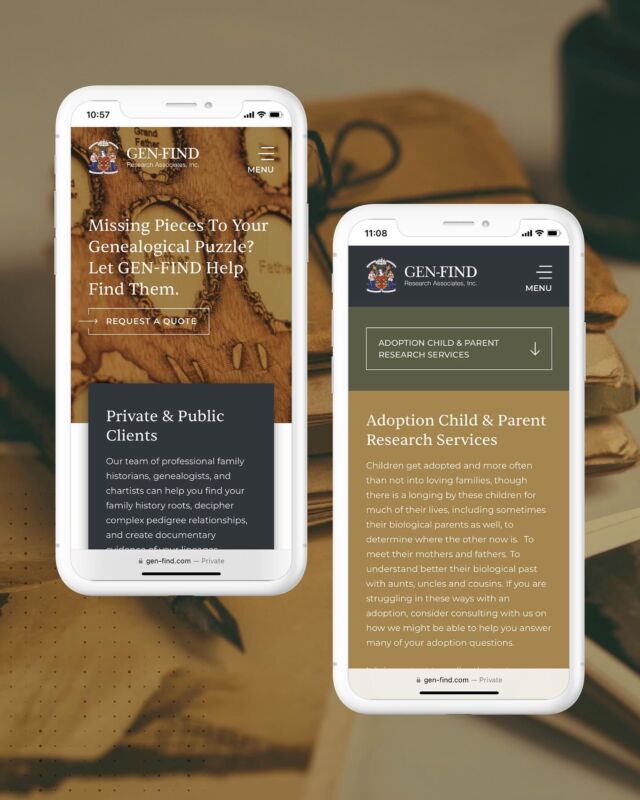 10:57
Grand
Father
GEN-FIND
Research Associates, Inc.
MENU
Missing Pieces To Your
Genealogical Puzzle?
Let GEN-FIND Help
Find Them.
Father
REQUEST A QUOTE
Private & Public
Clients
Our team of professional family
historians, genealogists, and
chartists can help you find your
family history roots, decipher
complex pedigree relationships,
and create documentary
evidence of your lineages
gen-find.com — Private
11:08
GEN-FIND
Research Associates, Inc.
MENU
ADOPTION CHILD & PARENT
RESEARCH SERVICES
Adoption Child & Parent
Research Services
Children get adopted and more often
than not into loving families, though
there is a longing by these children for
much of their lives, including sometimes
their biological parents as well, to
determine where the other now is.  To
meet their mothers and fathers. To
understand better their biological past
with aunts, uncles and cousins. If you are
struggling in these ways with an
adoption, consider consulting with us on
how we might be able to help you answer
many of your adoption questions.
gen-find.com — Private